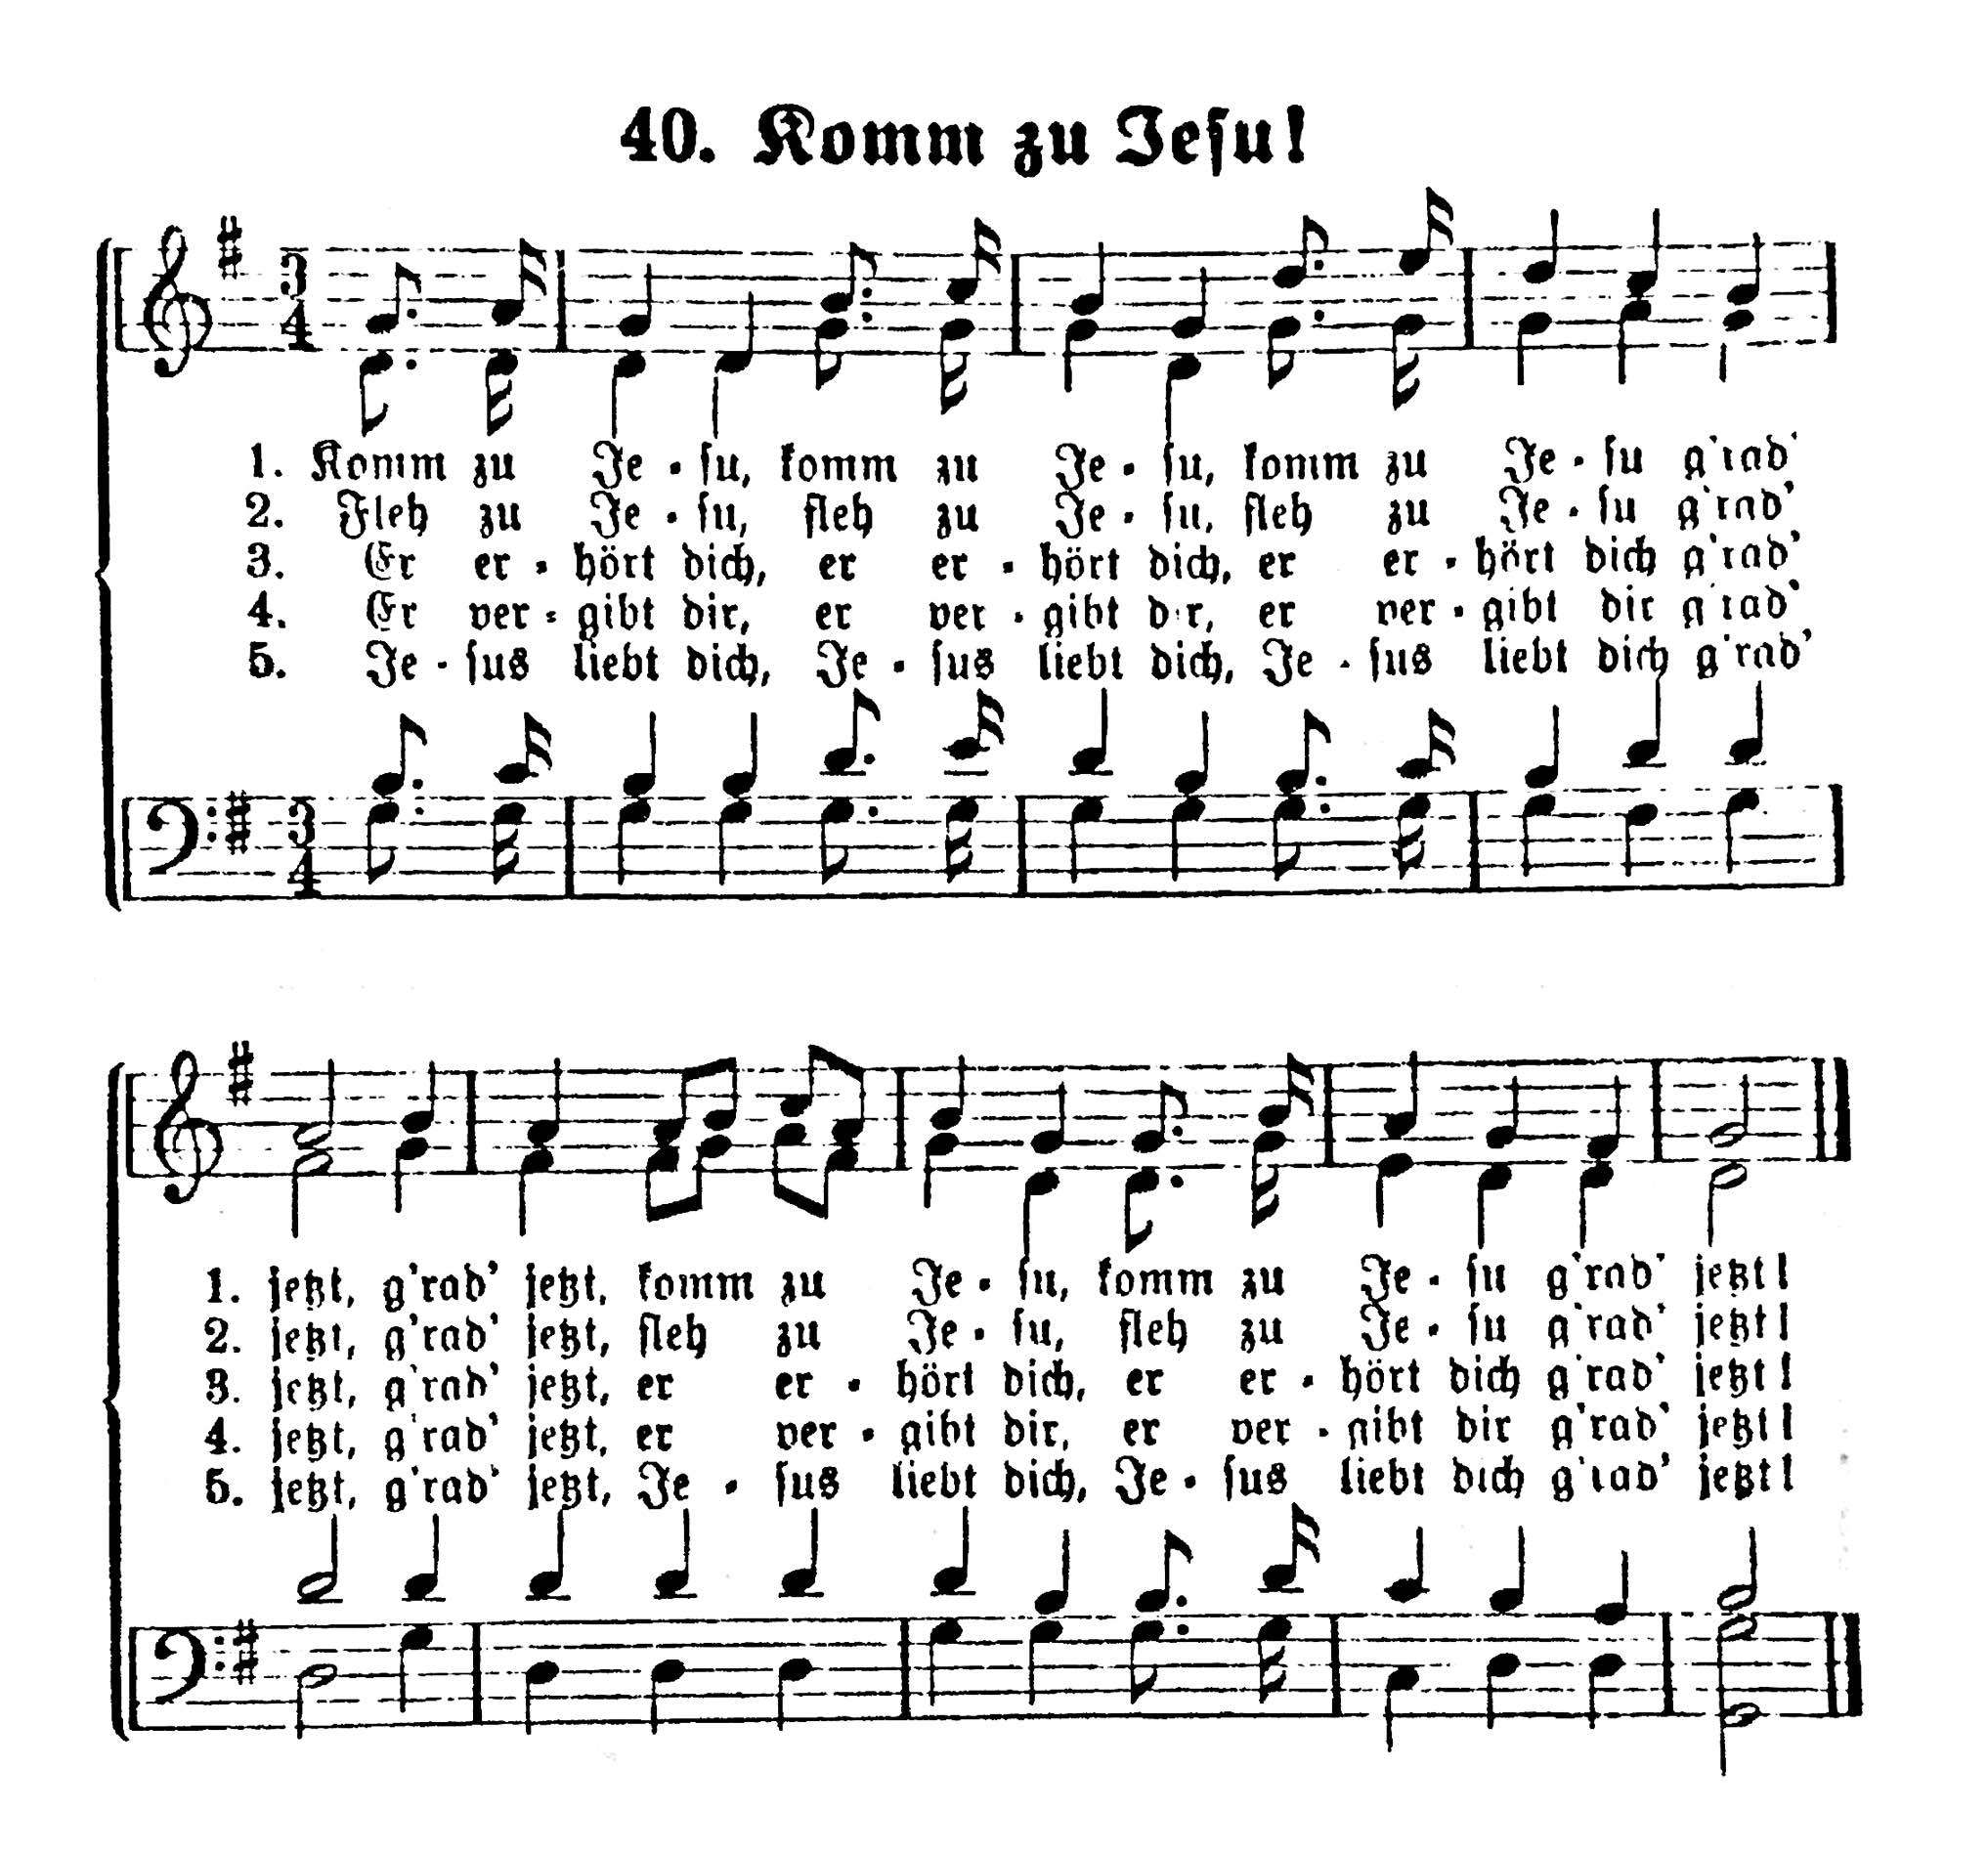 40. Komm zu Jesu!
3
4
1. Komm zu Je - su, komm zu Je - su, komm zu Je - su g'rad'
2. Fleh zu Je - su, fleh zu Je - su, fleh zu Je - su g'rad'
3. Er er - hört dich, er er - hört dich, er er - hört dich g'rad'
4. Er ver - gibt dir, er ver - gibt dir, er ver - gibt dir g'rad'
5. Je - sus liebt dich, Je - sus liebt dich, Je - sus liebt dich g'rad'
3
4
1. jetzt, g'rad' jetzt, komm zu Je - su, komm zu Je - su g'rad' jetzt!
2. jetzt, g'rad' jetzt, fleh zu Je - su, fleh zu Je - su g'rad' jetzt!
3. jetzt, g'rad' jetzt, er er - hört dich, er er - hört dich g'rad' jetzt!
4. jetzt, g'rad' jetzt, er ver - gibt dir, er ver - gibt dir g'rad' jetzt!
5. jetzt, g'rad' jetzt, Je - sus liebt dich, Je - sus liebt dich g'rad' jetzt!